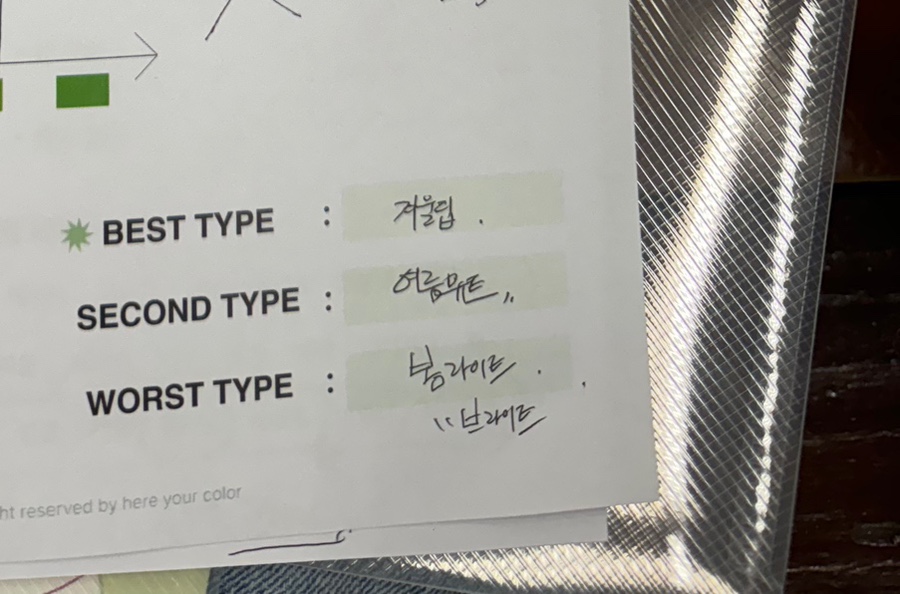 BEST TYPE : 겨울딥 .
SECOND TYPE : 여름뮤트 〃
WORST TYPE : 봄라이트 .
〃 브라이트
ht reserved by here your color